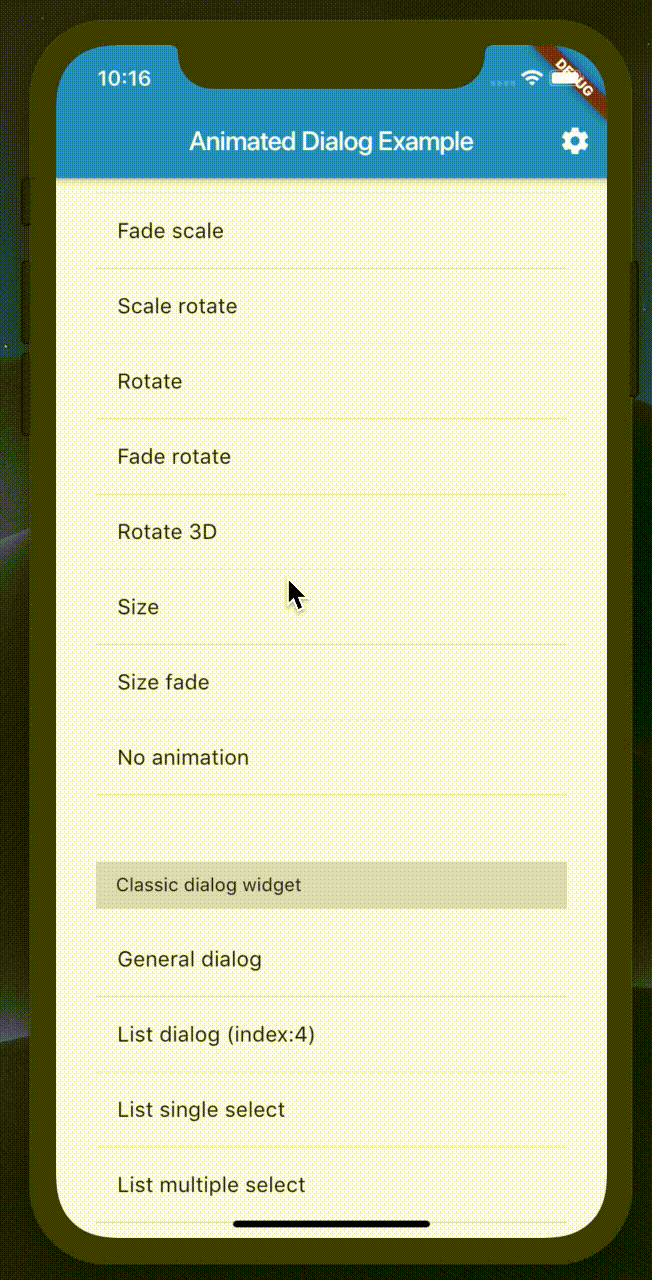 10:16
DEBUG
Animated Dialog Example
Fade scale
Scale rotate
Rotate
Fade rotate
Rotate 3D
Size
Size fade
No animation
Classic dialog widget
General dialog
List dialog (index:4)
List single select
List multiple select